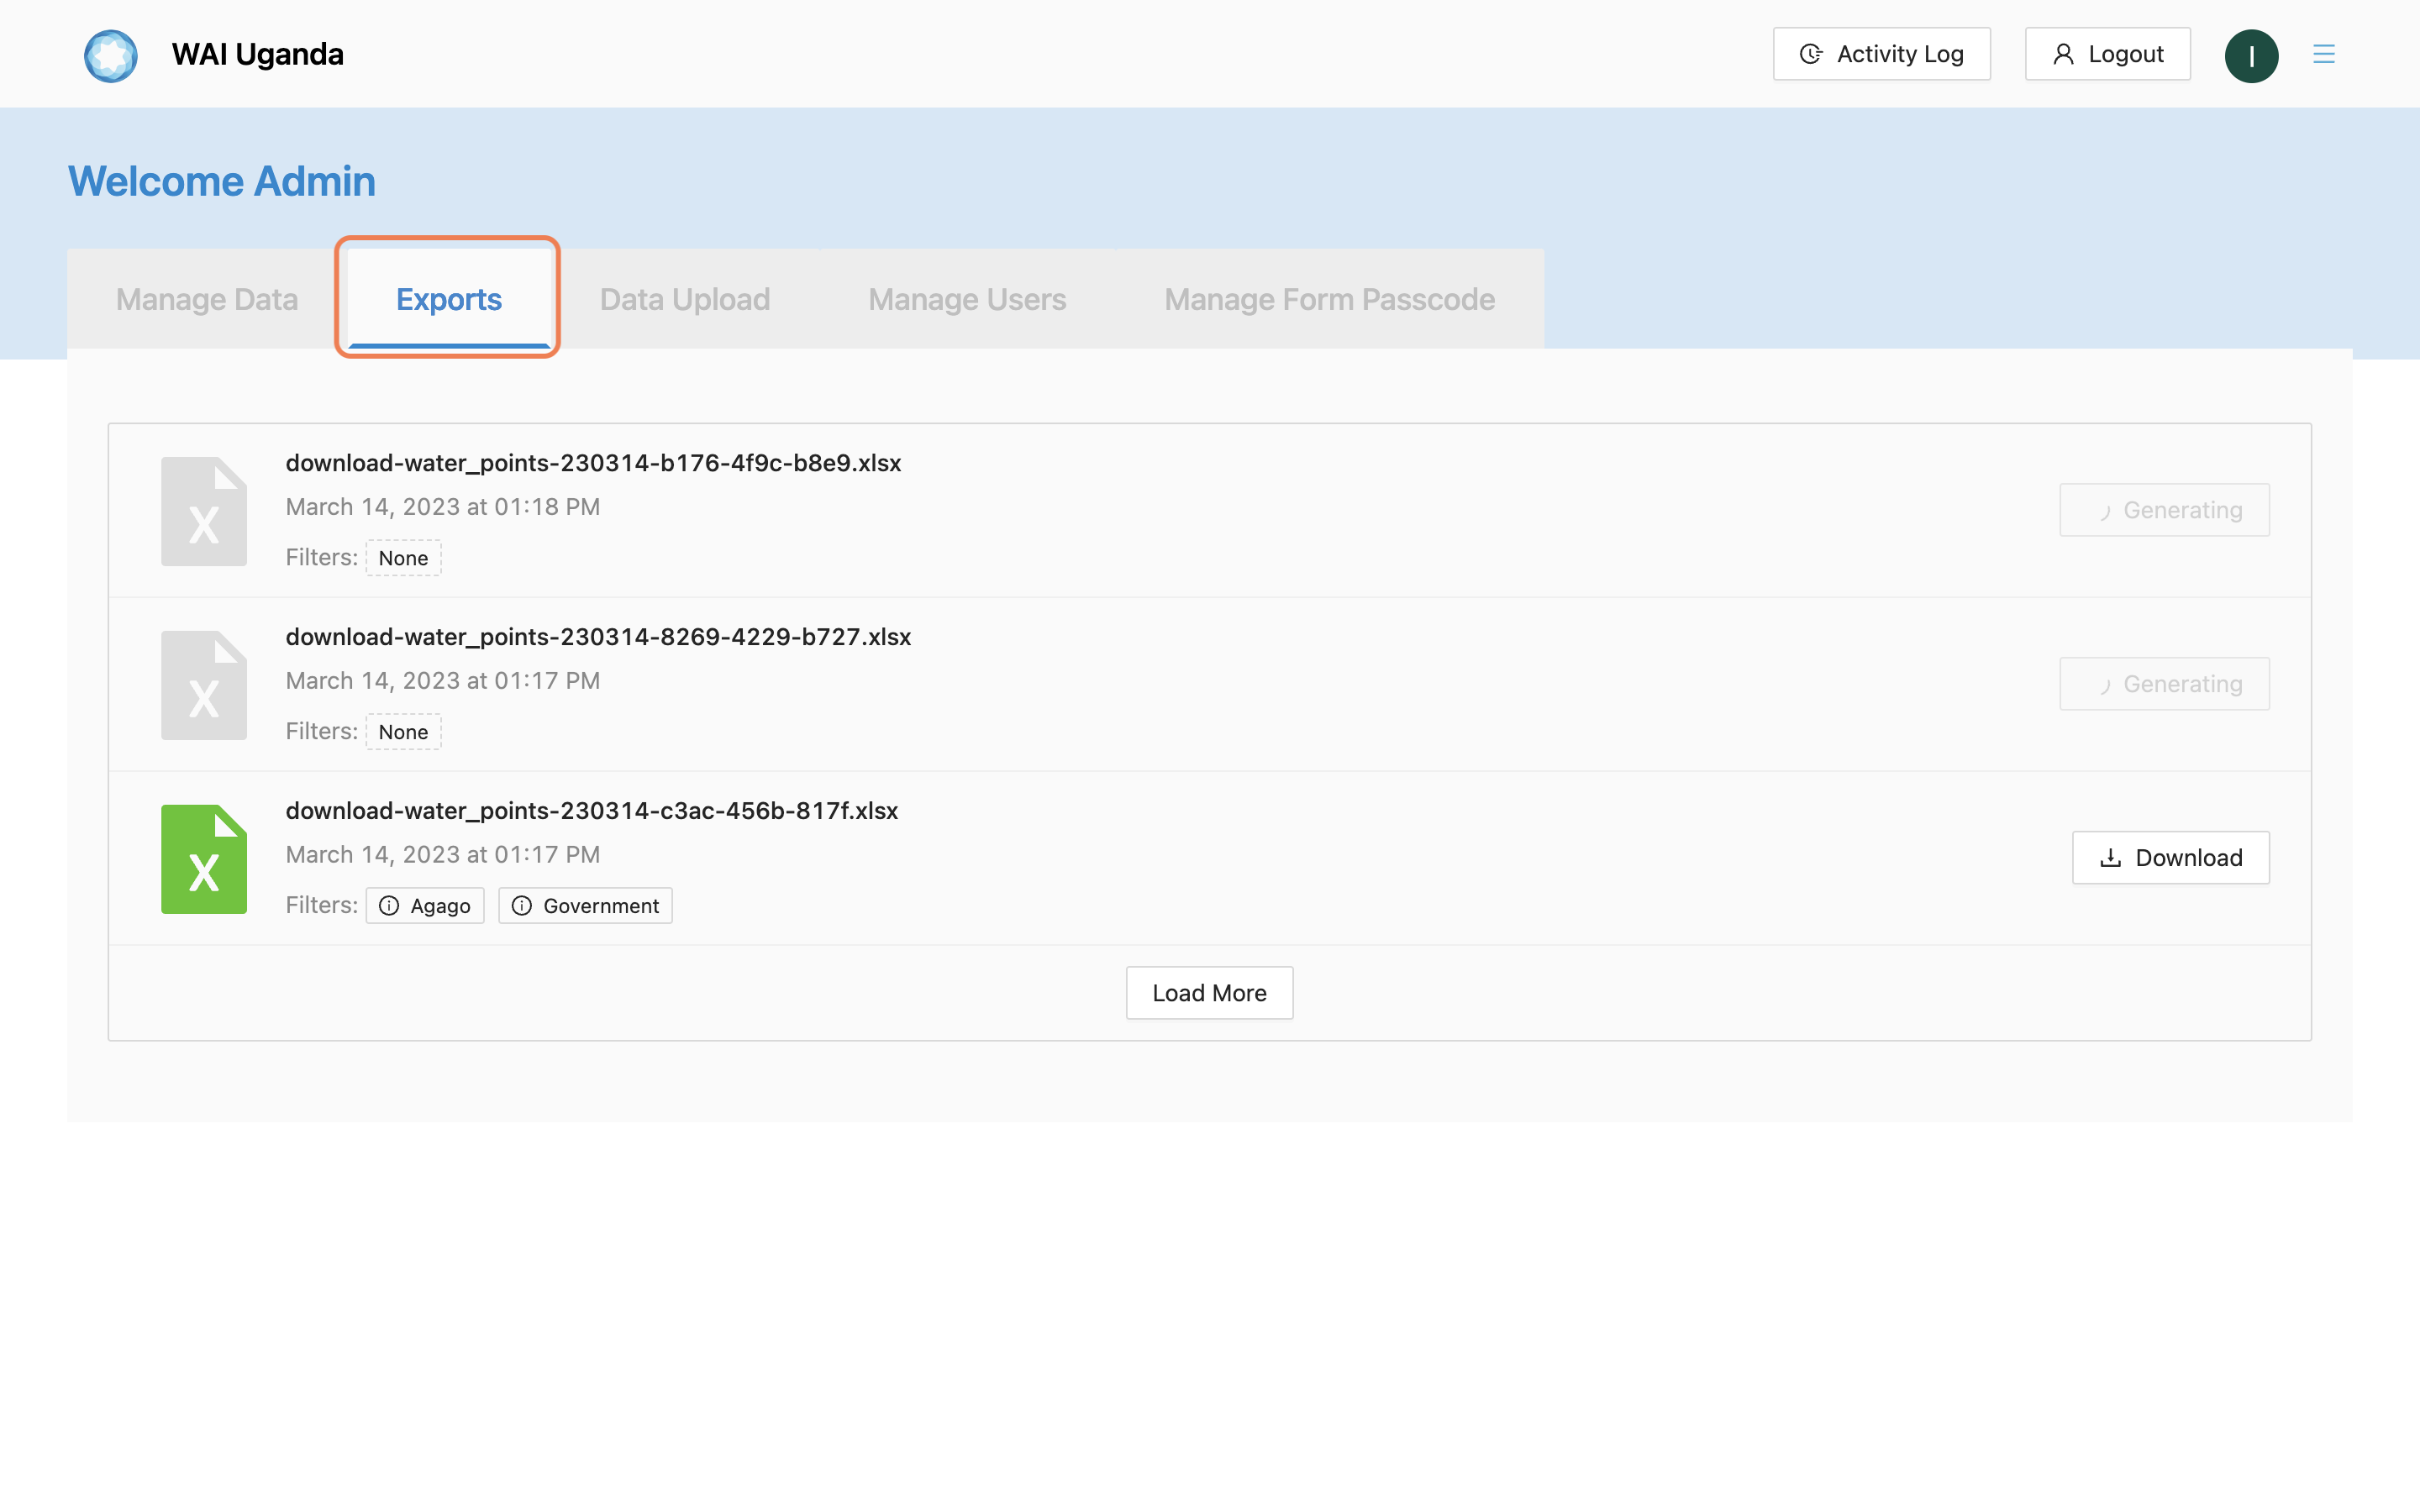 WAI Uganda
Activity Log
Logout
I
Welcome Admin
Manage Data
Exports
Data Upload
Manage Users
Manage Form Passcode
download-water_points-230314-b176-4f9c-b8e9.xlsx
March 14, 2023 at 01:18 PM
Filters: None
Generating
X
download-water_points-230314-8269-4229-b727.xlsx
March 14, 2023 at 01:17 PM
Filters: None
Generating
X
download-water_points-230314-c3ac-456b-817f.xlsx
March 14, 2023 at 01:17 PM
Filters: Agago Government
Download
X
Load More